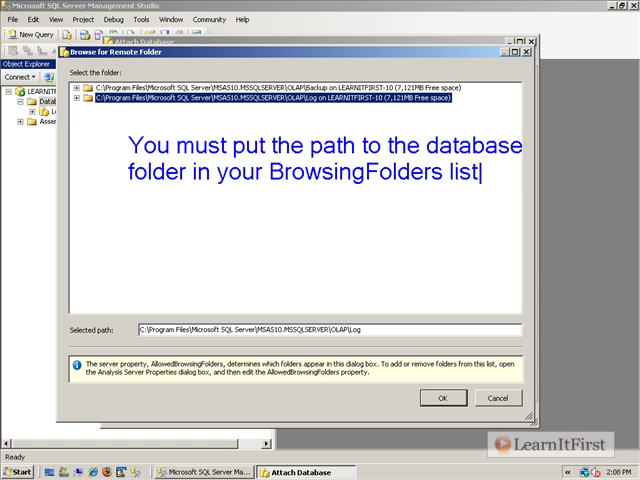 Microsoft SQL Server Management Studio
File Edit View Project Debug Tools Window Community Help
New Query
Attach Database
Object Explorer
Browse for Remote Folder
Connect
Select the folder:
LEARNITF
C:\Program Files\Microsoft SQL Server\MSAS10.MSSQLSERVER\OLAP\Backup on LEARNITFIRST-10 (7,121MB Free space)
Datab
C:\Program Files\Microsoft SQL Server\MSAS10.MSSQLSERVER\OLAP\Log on LEARNITFIRST-10 (7,121MB Free space)
Assem
You must put the path to the database
folder in your BrowsingFolders list
Selected path: C:\Program Files\Microsoft SQL Server\MSAS10.MSSQLSERVER\OLAP\Log
The server property, AllowedBrowsingFolders, determines which folders appear in this dialog box. To add or remove folders from this list, open
the Analysis Server Properties dialog box, and then edit the AllowedBrowsingFolders property.
OK Cancel
LearnItFirst
Ready
Start Microsoft SQL Server Ma... Attach Database 2:08 PM